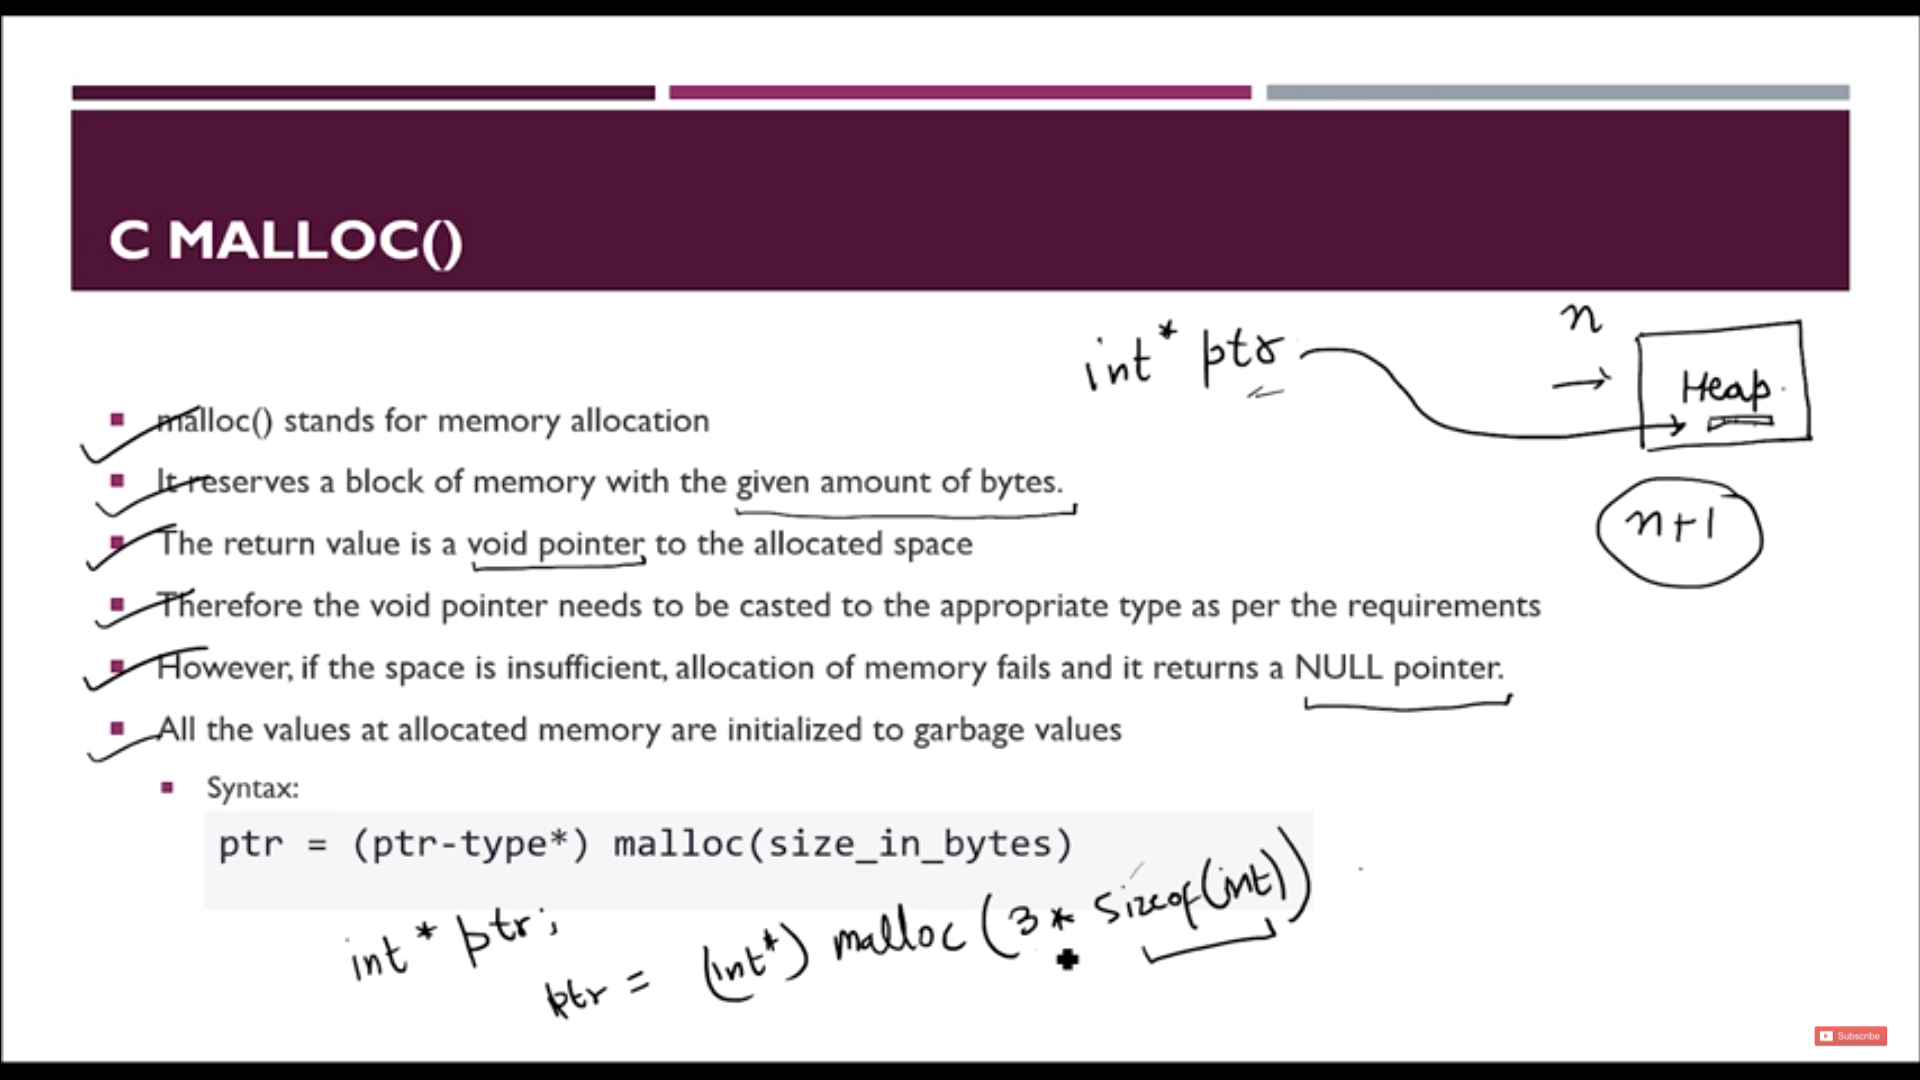 C MALLOC()
int* ptr
n
→
Heap
n+1
malloc() stands for memory allocation
It reserves a block of memory with the given amount of bytes.
The return value is a void pointer to the allocated space
Therefore the void pointer needs to be casted to the appropriate type as per the requirements
However, if the space is insufficient, allocation of memory fails and it returns a NULL pointer.
All the values at allocated memory are initialized to garbage values
Syntax:
ptr = (ptr-type*) malloc(size_in_bytes)
int* ptr;
ptr = (int*) malloc (3* sizeof(int))
Subscribe